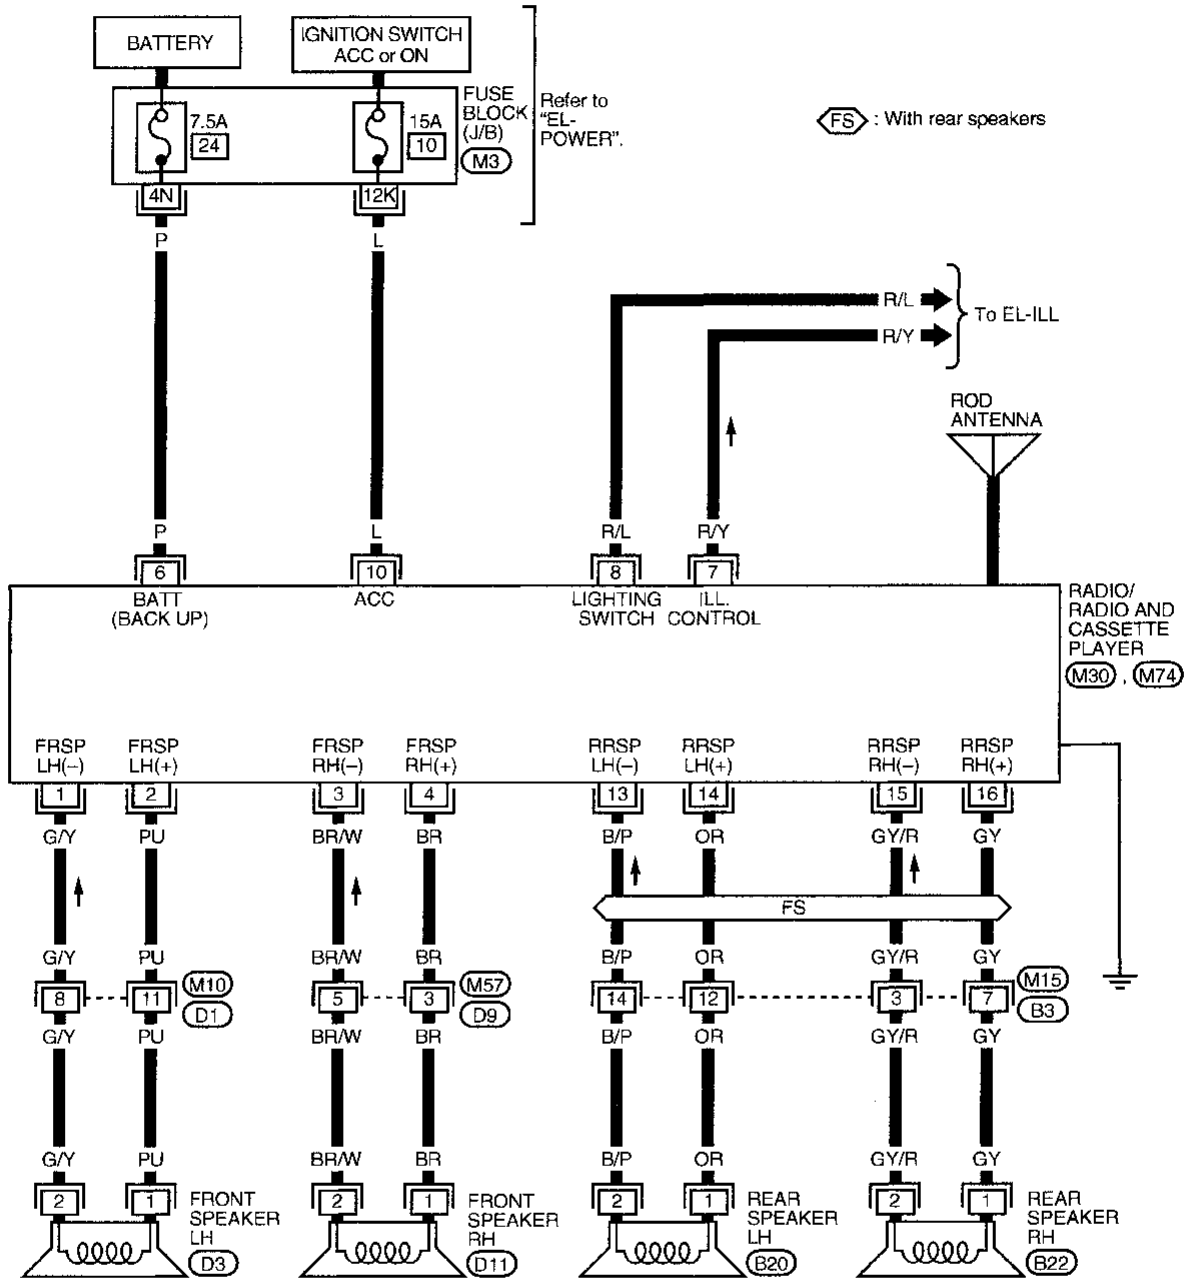 BATTERY
IGNITION SWITCH
ACC or ON
7.5A
24
15A
10
FUSE
BLOCK
(J/B)
M3
Refer to
"EL-
POWER".
FS : With rear speakers
4N
12K
P
L
R/L
R/Y
To EL-ILL
ROD
ANTENNA
P
L
R/L
R/Y
6
10
8
7
BATT
(BACK UP)
ACC
LIGHTING
SWITCH
ILL.
CONTROL
RADIO/
RADIO AND
CASSETTE
PLAYER
M30 , M74
FRSP
LH(–)
FRSP
LH(+)
FRSP
RH(–)
FRSP
RH(+)
RRSP
LH(–)
RRSP
LH(+)
RRSP
RH(–)
RRSP
RH(+)
1
2
3
4
13
14
15
16
G/Y
PU
BR/W
BR
B/P
OR
GY/R
GY
FS
G/Y
PU
BR/W
BR
B/P
OR
GY/R
GY
8
11
M10
D1
5
3
M57
D9
14
12
3
7
M15
B3
G/Y
PU
BR/W
BR
B/P
OR
GY/R
GY
G/Y
PU
BR/W
BR
B/P
OR
GY/R
GY
2
1
FRONT
SPEAKER
LH
D3
2
1
FRONT
SPEAKER
RH
D11
2
1
REAR
SPEAKER
LH
B20
2
1
REAR
SPEAKER
RH
B22